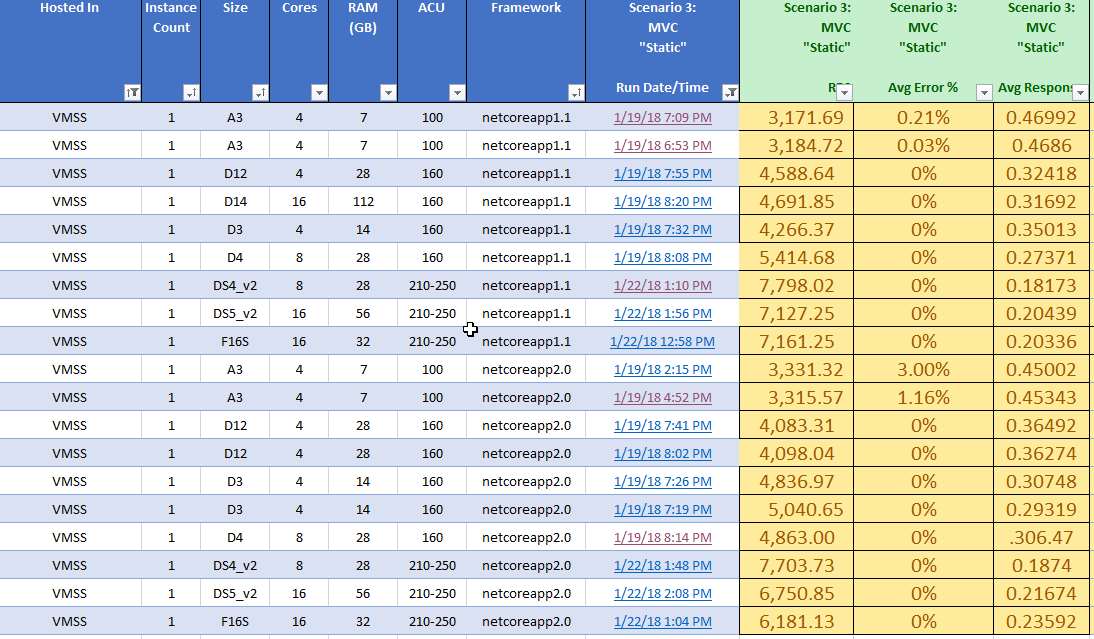 Hosted In Instance Count Size Cores RAM (GB) ACU Framework Scenario 3: MVC "Static" Run Date/Time Scenario 3: MVC "Static" Scenario 3: MVC "Static" Avg Error % Scenario 3: MVC "Static" Avg Respon
VMSS 1 A3 4 7 100 netcoreapp1.1 1/19/18 7:09 PM 3,171.69 0.21% 0.46992
VMSS 1 A3 4 7 100 netcoreapp1.1 1/19/18 6:53 PM 3,184.72 0.03% 0.4686
VMSS 1 D12 4 28 160 netcoreapp1.1 1/19/18 7:55 PM 4,588.64 0% 0.32418
VMSS 1 D14 16 112 160 netcoreapp1.1 1/19/18 8:20 PM 4,691.85 0% 0.31692
VMSS 1 D3 4 14 160 netcoreapp1.1 1/19/18 7:32 PM 4,266.37 0% 0.35013
VMSS 1 D4 8 28 160 netcoreapp1.1 1/19/18 8:08 PM 5,414.68 0% 0.27371
VMSS 1 DS4_v2 8 28 210-250 netcoreapp1.1 1/22/18 1:10 PM 7,798.02 0% 0.18173
VMSS 1 DS5_v2 16 56 210-250 netcoreapp1.1 1/22/18 1:56 PM 7,127.25 0% 0.20439
VMSS 1 F16S 16 32 210-250 netcoreapp1.1 1/22/18 12:58 PM 7,161.25 0% 0.20336
VMSS 1 A3 4 7 100 netcoreapp2.0 1/19/18 2:15 PM 3,331.32 3.00% 0.45002
VMSS 1 A3 4 7 100 netcoreapp2.0 1/19/18 4:52 PM 3,315.57 1.16% 0.45343
VMSS 1 D12 4 28 160 netcoreapp2.0 1/19/18 7:41 PM 4,083.31 0% 0.36492
VMSS 1 D12 4 28 160 netcoreapp2.0 1/19/18 8:02 PM 4,098.04 0% 0.36274
VMSS 1 D3 4 14 160 netcoreapp2.0 1/19/18 7:26 PM 4,836.97 0% 0.30748
VMSS 1 D3 4 14 160 netcoreapp2.0 1/19/18 7:19 PM 5,040.65 0% 0.29319
VMSS 1 D4 8 28 160 netcoreapp2.0 1/19/18 8:14 PM 4,863.00 0% .306.47
VMSS 1 DS4_v2 8 28 210-250 netcoreapp2.0 1/22/18 1:48 PM 7,703.73 0% 0.1874
VMSS 1 DS5_v2 16 56 210-250 netcoreapp2.0 1/22/18 2:08 PM 6,750.85 0% 0.21674
VMSS 1 F16S 16 32 210-250 netcoreapp2.0 1/22/18 1:04 PM 6,181.13 0% 0.23592